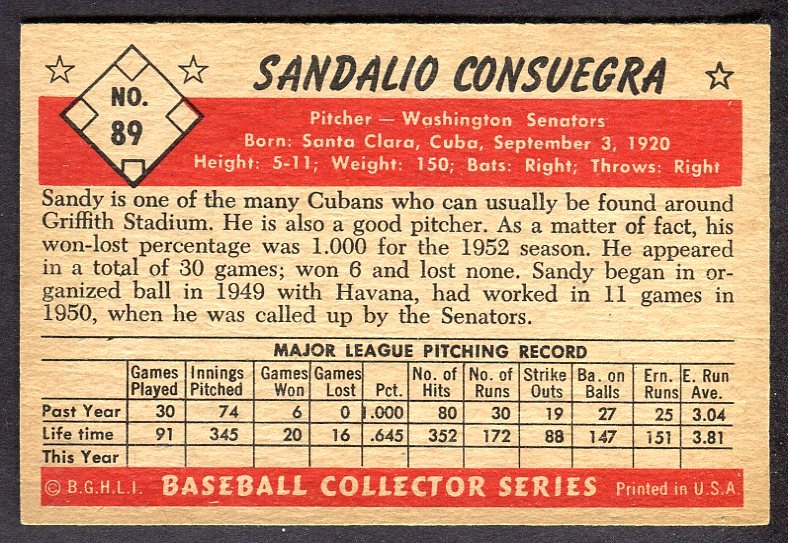 NO.
89
SANDALIO CONSUEGRA
Pitcher — Washington Senators
Born: Santa Clara, Cuba, September 3, 1920
Height: 5-11; Weight: 150; Bats: Right; Throws: Right
Sandy is one of the many Cubans who can usually be found around
Griffith Stadium. He is also a good pitcher. As a matter of fact, his
won-lost percentage was 1.000 for the 1952 season. He appeared
in a total of 30 games; won 6 and lost none. Sandy began in or-
ganized ball in 1949 with Havana, had worked in 11 games in
1950, when he was called up by the Senators.
MAJOR LEAGUE PITCHING RECORD
Games Innings Games Games No. of No. of Strike Ba. on Ern. E. Run
Played Pitched Won Lost Pct. Hits Runs Outs Balls Runs Ave.
Past Year 30 74 6 0 1.000 80 30 19 27 25 3.04
Life time 91 345 20 16 .645 352 172 88 147 151 3.81
This Year
© B.G.H.L.I. BASEBALL COLLECTOR SERIES Printed in U.S.A.